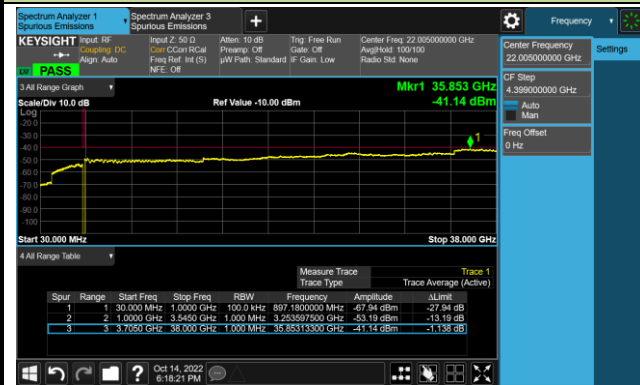 Spectrum Analyzer 1
Spurious Emissions
Spectrum Analyzer 3
Spurious Emissions
+
Frequency
KEYSIGHT
Input: RF
Coupling: DC
Align: Auto
Input Z: 50 Ω
Corr CCorr RCal
Freq Ref: Int (S)
NFE: Off
Atten: 10 dB
Preamp: Off
µW Path: Standard
Trig: Free Run
Gate: Off
IF Gain: Low
Center Freq: 22.005000000 GHz
Avg|Hold: 100/100
Radio Std: None
PASS
Center Frequency
22.005000000 GHz
Settings
CF Step
4.399000000 GHz
Auto
Man
Freq Offset
0 Hz
3 All Range Graph
Mkr1 35.853 GHz
Scale/Div 10.0 dB
Ref Value -10.00 dBm
-41.14 dBm
Log
-20.0
-30.0
-40.0
-50.0
-60.0
-70.0
-80.0
-90.0
-100
1
Start 30.000 MHz
Stop 38.000 GHz
4 All Range Table
Measure Trace Trace 1
Trace Type Trace Average (Active)
Spur Range Start Freq Stop Freq RBW Frequency Amplitude ΔLimit
1 1 30.000 MHz 1.0000 GHz 100.0 kHz 897.1800000 MHz -67.94 dBm -27.94 dB
2 2 1.0000 GHz 3.5450 GHz 1.000 MHz 3.253597500 GHz -53.19 dBm -13.19 dB
3 3 3.7050 GHz 38.000 GHz 1.000 MHz 35.85313300 GHz -41.14 dBm -1.138 dB
?
Oct 14, 2022
6:18:21 PM